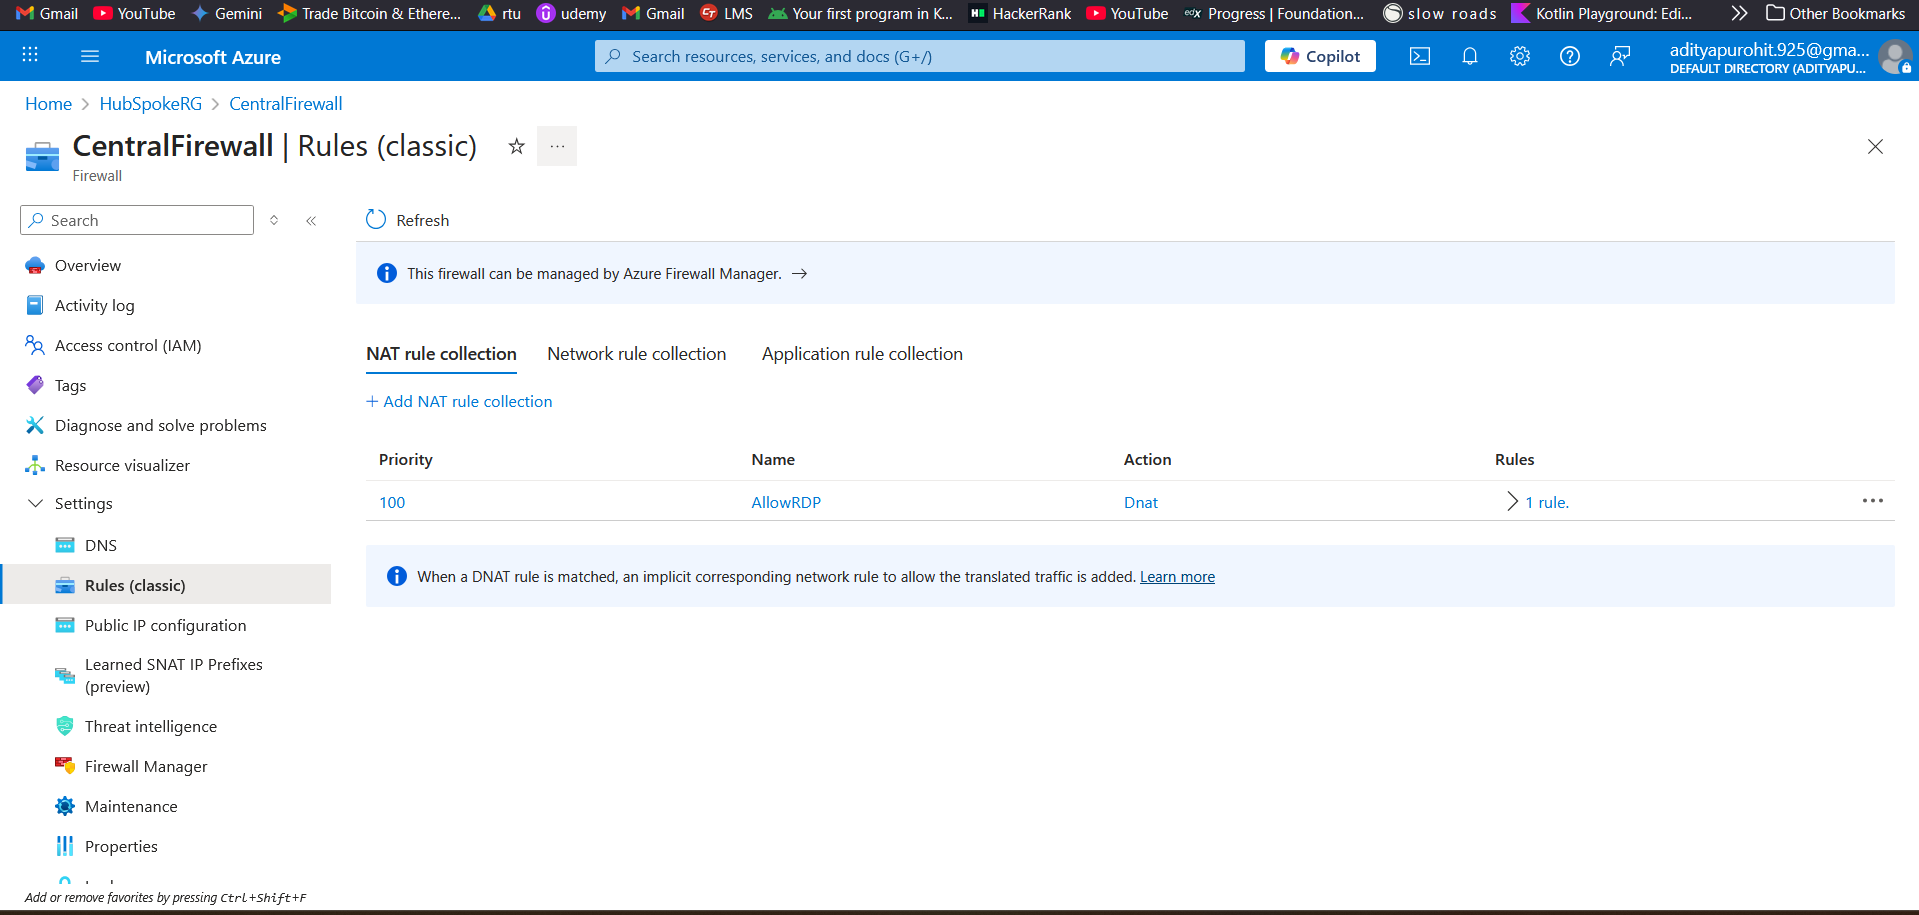 Gmail YouTube Gemini Trade Bitcoin & Ethere... rtu udemy Gmail LMS Your first program in K... HackerRank YouTube edX Progress | Foundation... slow roads Kotlin Playground: Edi... Other Bookmarks
Microsoft Azure
Search resources, services, and docs (G+/)
Copilot
adityapurohit.925@gma...
DEFAULT DIRECTORY (ADITYAPU...
Home > HubSpokeRG > CentralFirewall
CentralFirewall | Rules (classic)
...
Firewall
Search
Refresh
This firewall can be managed by Azure Firewall Manager. →
Overview
Activity log
Access control (IAM)
Tags
Diagnose and solve problems
Resource visualizer
Settings
DNS
Rules (classic)
Public IP configuration
Learned SNAT IP Prefixes
(preview)
Threat intelligence
Firewall Manager
Maintenance
Properties
Add or remove favorites by pressing Ctrl+Shift+F
NAT rule collection Network rule collection Application rule collection
+ Add NAT rule collection
Priority Name Action Rules
100 AllowRDP Dnat > 1 rule. ...
When a DNAT rule is matched, an implicit corresponding network rule to allow the translated traffic is added. Learn more